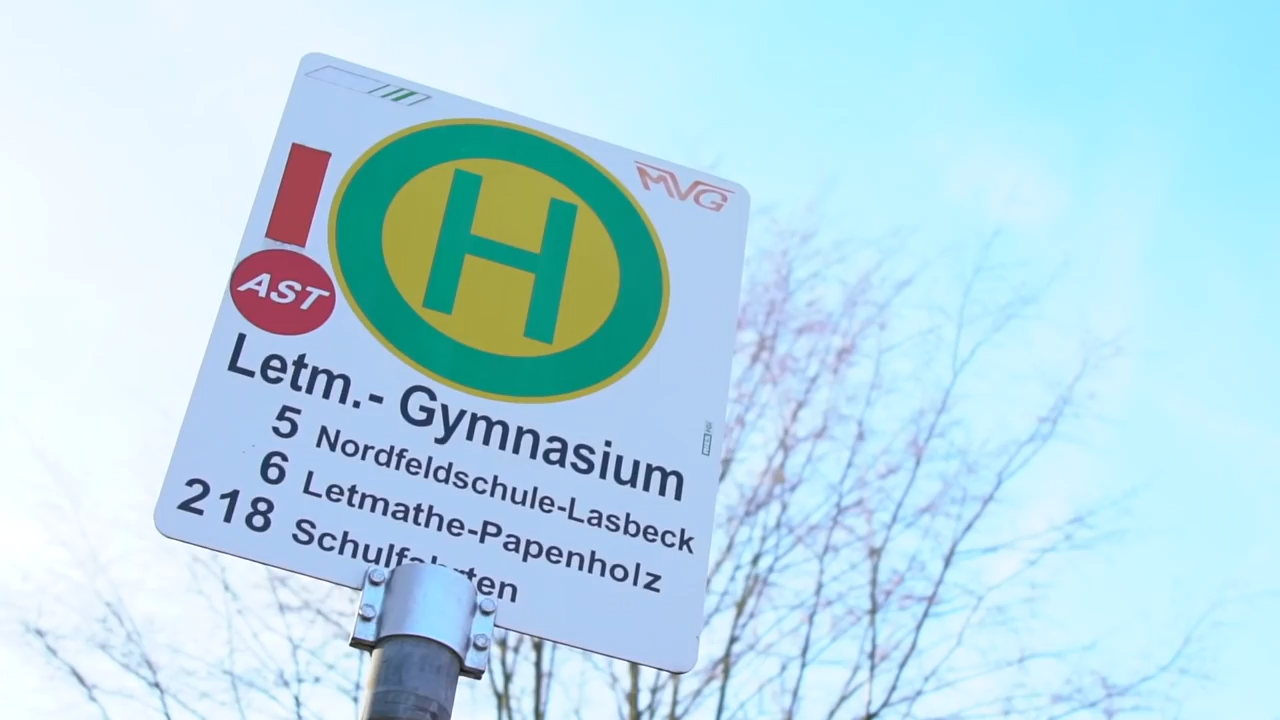 MVG
H
AST
Letm.- Gymnasium
5 Nordfeldschule-Lasbeck
6 Letmathe-Papenholz
218 Schulfahrten